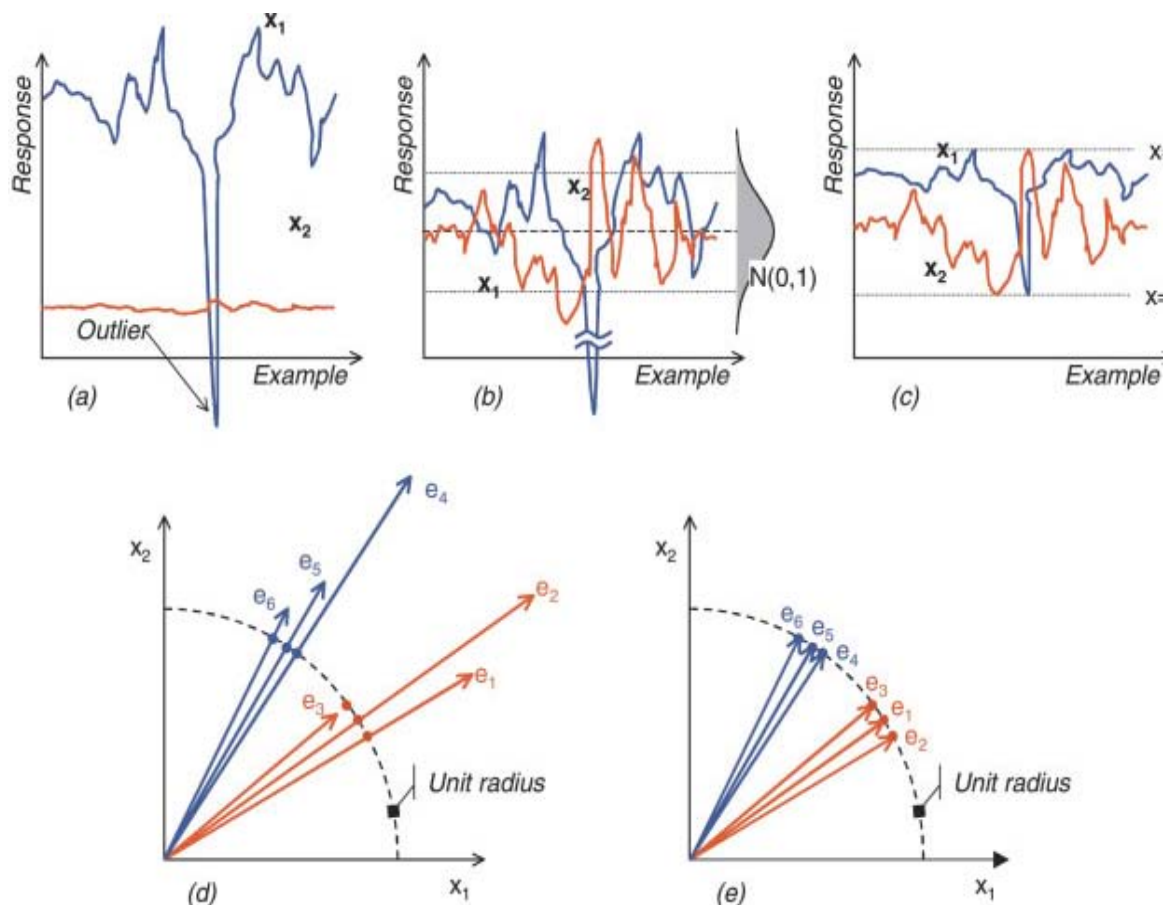 x1
Response
x2
Outlier
Example
(a)
Response
x2
x1
N(0,1)
Example
(b)
Response
x1
x=
x2
x=
Example
(c)
x2
e4
e5
e6
e2
e1
e3
Unit radius
x1
(d)
x2
e6
e5
e4
e3
e1
e2
Unit radius
x1
(e)